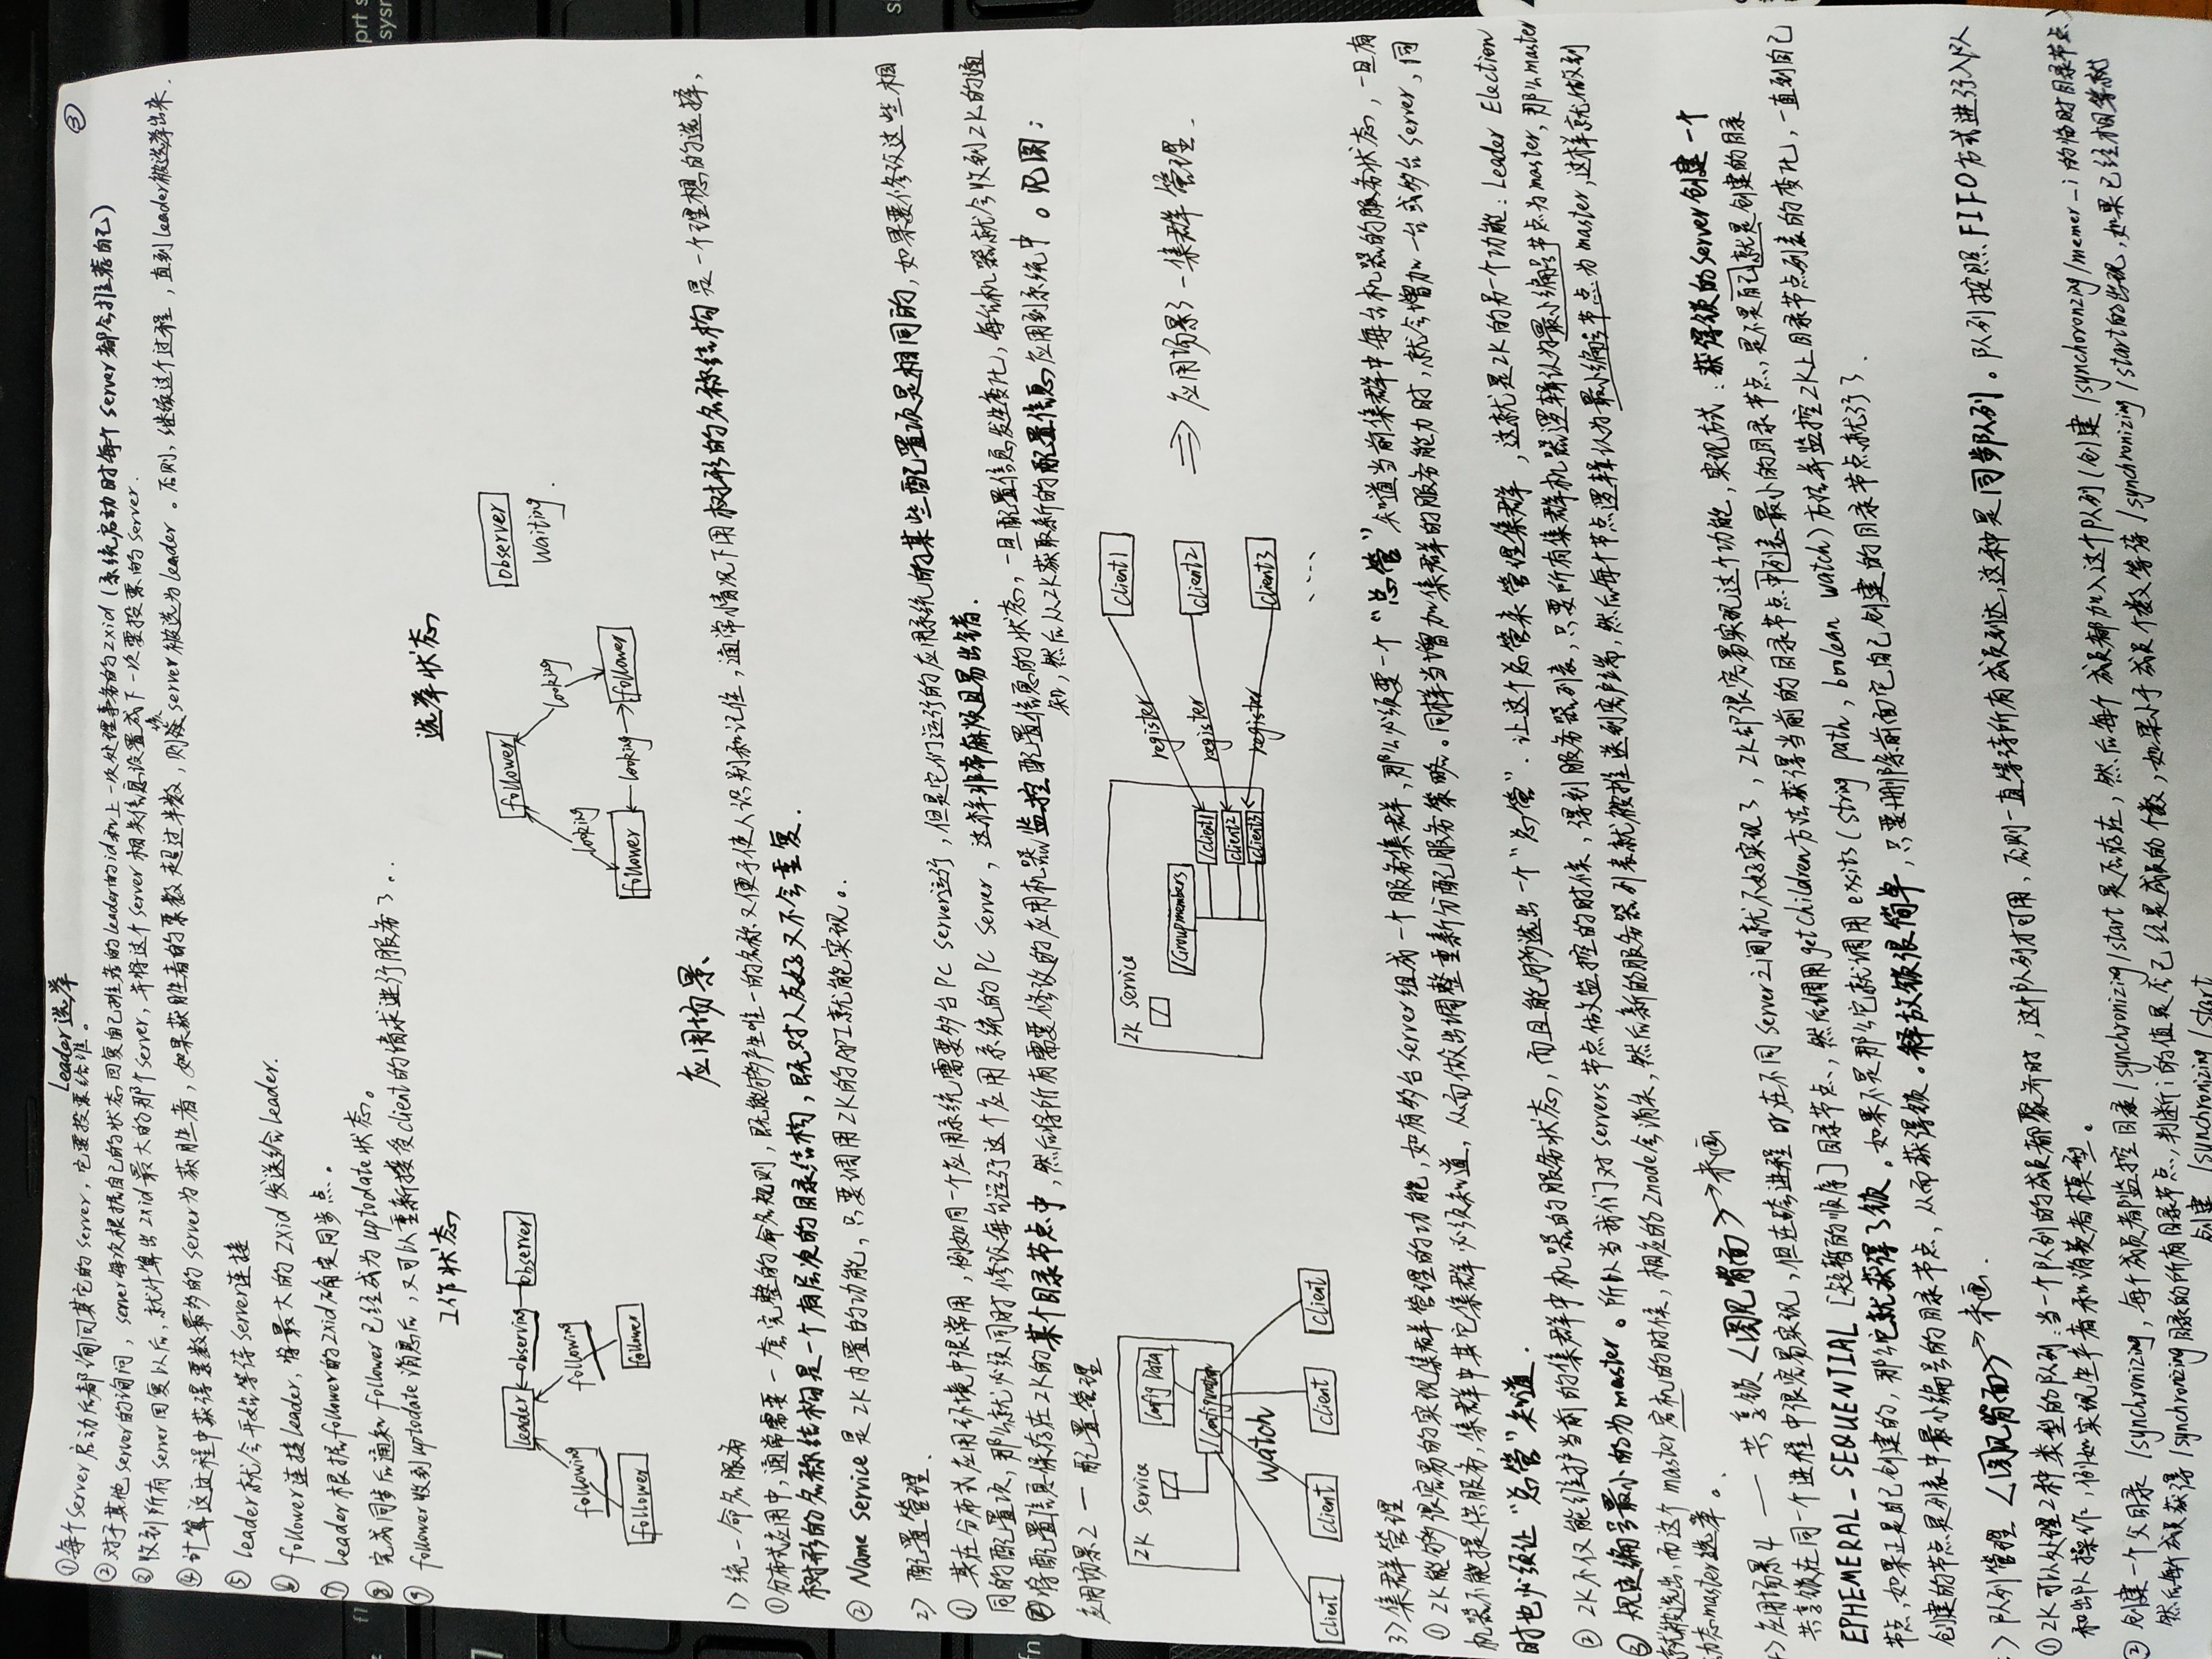 Leader选举
③
①每个Server启动后都询问其它的server，它要投票给谁。
②对于其他server的询问，server每次根据自己的状态回复自己推荐的leader的id和上一次处理事务的zxid（系统启动时每个server都会推荐自己）
③收到所有server回复以后，就计算出zxid最大的那个server，并将这个server相关信息设置成下一次要投票的server.
④计算这过程中获得票数最多的server为获胜者，如果获胜者的票数超过半数，则该server被选为leader。否则，继续这个过程，直到leader被选举出来.
⑤leader就会开始等待server连接
⑥follower连接leader，将最大的zxid发送给leader.
⑦leader根据follower的zxid确定同步点。
⑧完成同步后通知follower已经成为uptodate状态。
⑨follower收到uptodate消息后，又可以重新接受client的请求进行服务了..
工作状态
选举状态
leader observing observer
following following
follower follower
follower
observer
waiting.
looking looking
follower looking follower
应用场景
1> 统一命名服务
①分布式应用中，通常需要一套完整的命名规则，既能够产生唯一的名称又便于使人识别和记住，通常情况下用树形的名称结构是一个理想的选择，
树形的名称结构是一个有层次的目录结构，既对人友好又不会重复.
② Name Service是ZK内置的功能，只要调用ZK的API就能实现。.
2> 配置管理.
① 其在分布式应用环境中很常用，例如同一个应用系统需要多台PC Server运行，但是它们运行的应用系统的某些配置项是相同的，如果要修改这些相
同的配置项，那么就必须同时修改每台运行这个应用系统的PC Server，这样非常麻烦且易出错.
②将配置信息保存在ZK的某个目录节点中，然后将所有需要修改的应用机器监控配置信息的状态，一旦配置信息发生变化，每台机器就会收到ZK的通
知，然后从ZK获取新的配置信息应用到系统中。见图：
应用场景2 — 配置管理
ZK Service
Config Data
/Configuration
watch
client client client client
ZK Service
/Groupmembers
/client1
client2
client3
register
register
register
client1
client2
client3
....
⇒ 应用场景3 - 集群管理.
3> 集群管理
① ZK能够很容易的实现集群管理的功能，如有多台Server组成一个服务集群，那么必须要一个“总管”知道当前集群中每台机器的服务状态，一旦有
机器不能提供服务，集群中其它集群必须知道，从而做出调整重新分配服务策略。同样当增加集群的服务能力时，就会增加一台或多台Server，同
时也必须让“总管”知道.
② ZK不仅能维护当前的集群中机器的服务状态，而且能够选出一个“总管”.让这个总管来管理集群，这就是ZK的另一个功能：Leader Election
③ 规定编号最小的为master。所以当我们对servers节点做监控的时候，得到服务器列表，只要所有集群机器逻辑认为最小编号节点为master，那么master
就被选出，而这个master宕机的时候，相应的znode会消失，然后新的服务器列表就被推送到客户端，然后每个节点逻辑认为最小编号节点为master，这样就做到
动态master选举。.
> 应用场景4 — 共享锁<图见背面>→未画
共享锁在同一个进程中很容易实现，但在跨进程or在不同Server之间就不好实现了，ZK却很容易实现这个功能，实现方式：获得锁的Server创建一个
EPHEMERAL_SEQUENTIAL [短暂的顺序] 目录节点，然后调用getChildren方法获得当前的目录节点中列表最小的目录节点，是不是自己就是创建的目录
节点，如果正是自己创建的，那么它就获得了锁。如果不是那么它就调用exsits(string path, boolean watch)方法并监控ZK上目录节点列表的变化，一直到自己
创建的节点是列表中最小编号的目录节点，从而获得锁。释放锁很简单，只要删除前面它自己创建的目录节点就行了.
> 队列管理<图见背面>→未画.
①ZK可以处理2种类型的队列：当一个队列的成员都聚齐时，这个队列才可用，否则一直等待所有成员到达，这种是同步队列。队列按照FIFO方式进行入队
和出队操作，例如实现生产者和消费者模型。
② 创建一个父目录 /synchronizing，每个成员都监控目录/synchronizing/start是否存在，然后每个成员都加入这个队列(创建/synchoronzing/memer_i的临时目录节点)
然后每个成员获得/synchronizing目录的所有目录节点，判断i的值是否已经是成员的个数，如果小于成员个数等待/synchronizing/start的出现，如果已经相等就
创建 /synchronizing/start